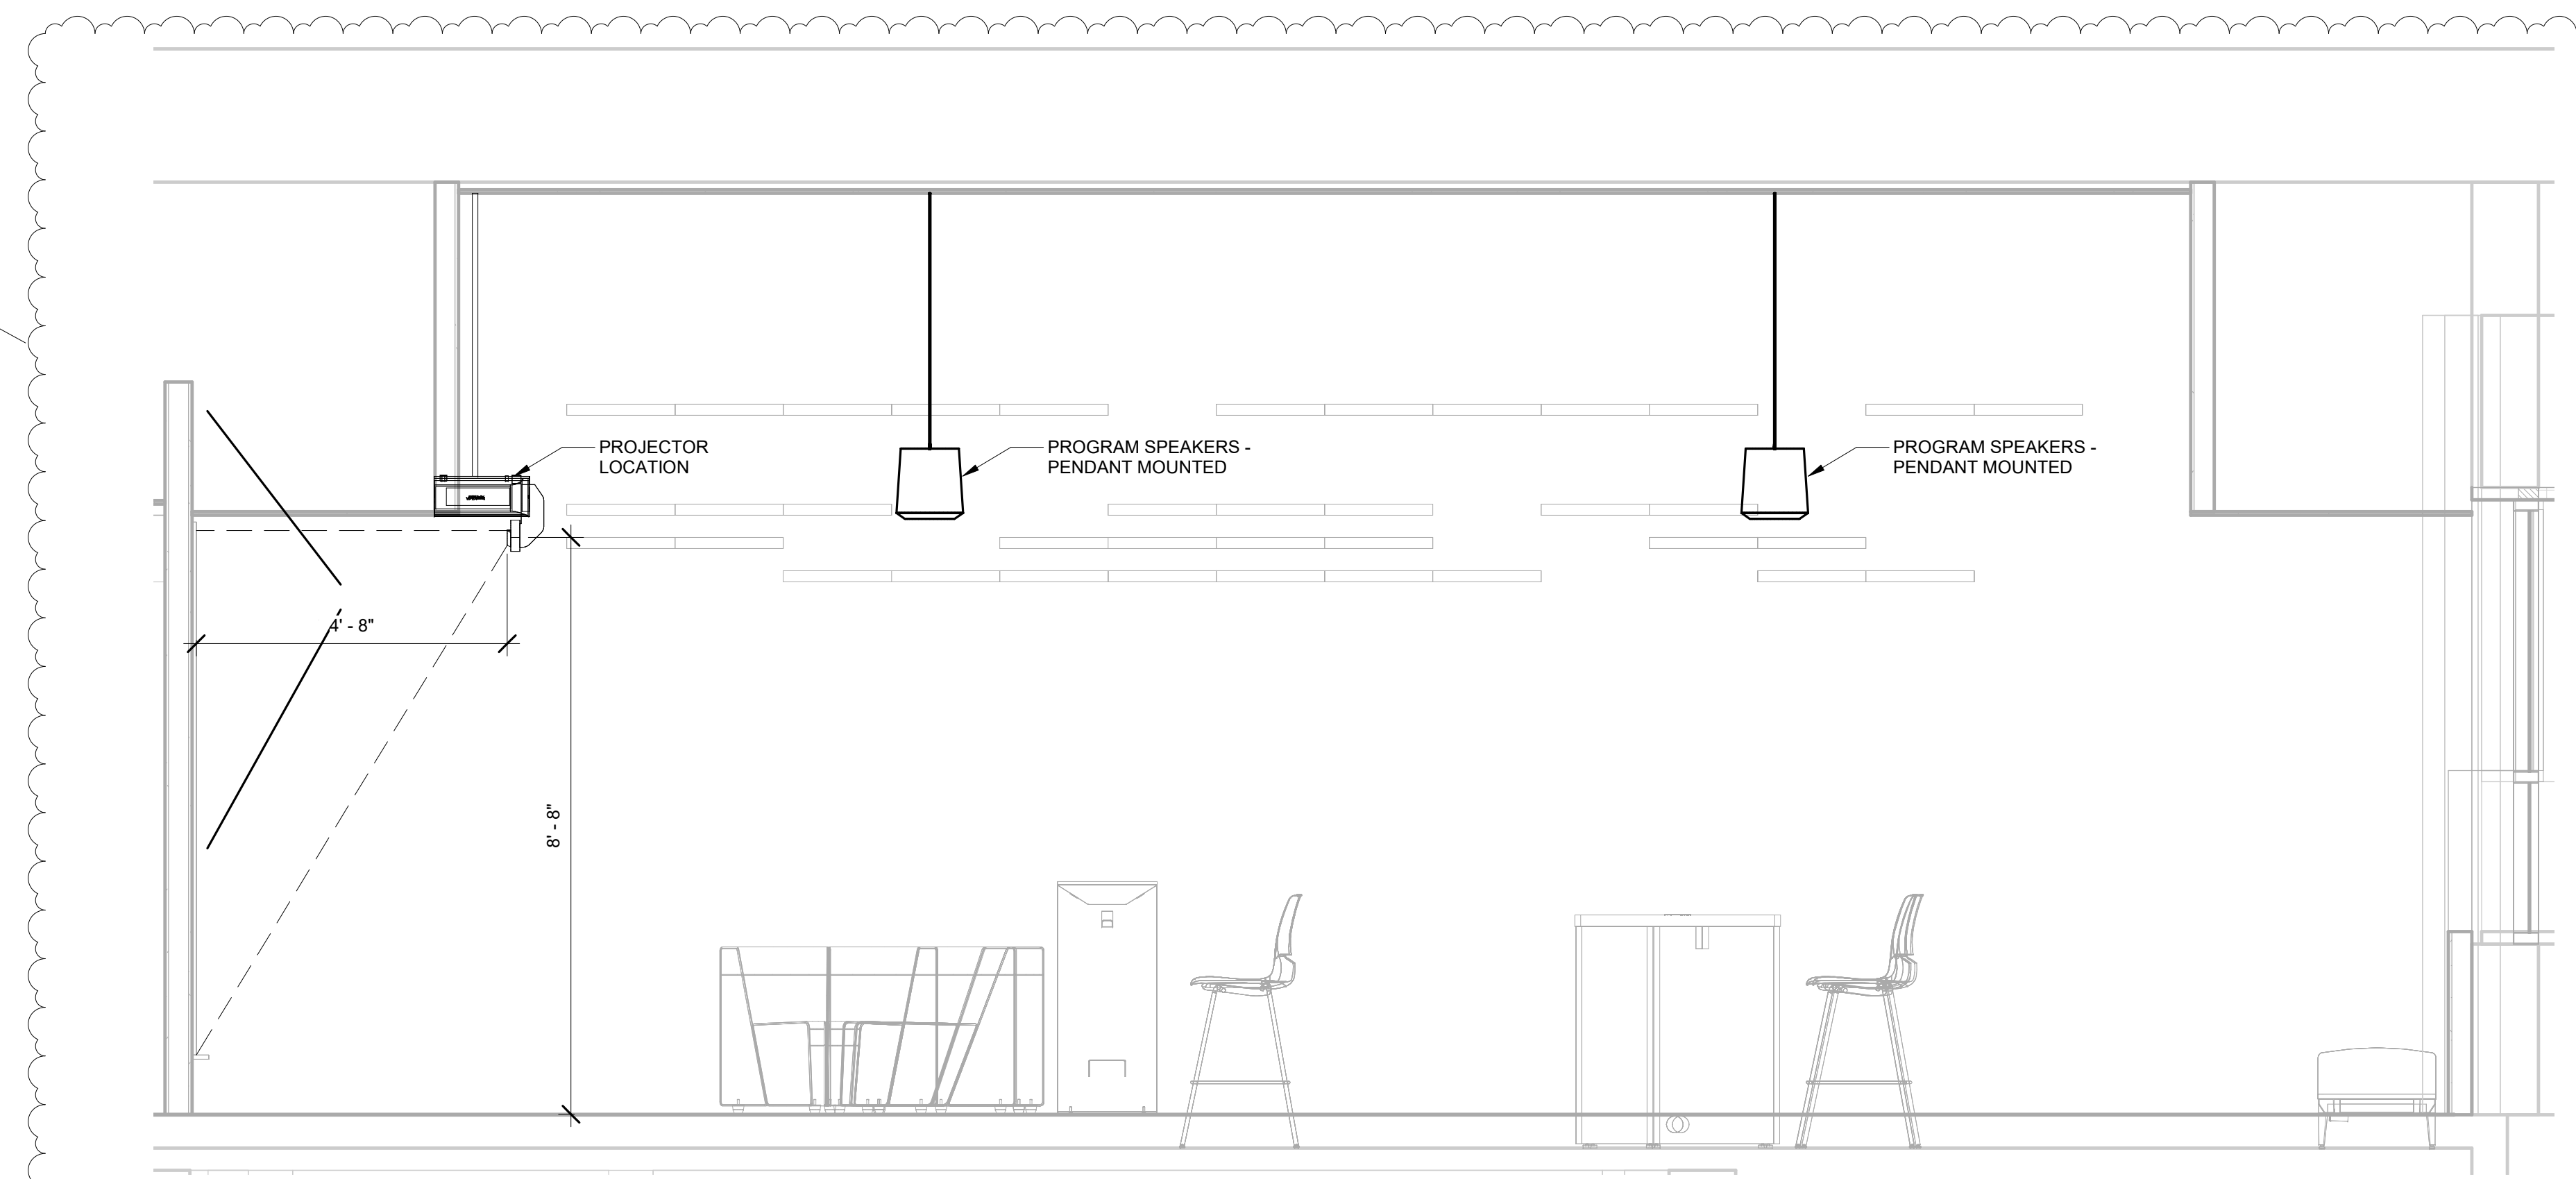 PROJECTOR
LOCATION
PROGRAM SPEAKERS -
PENDANT MOUNTED
PROGRAM SPEAKERS -
PENDANT MOUNTED
4' - 8"
8' - 8"